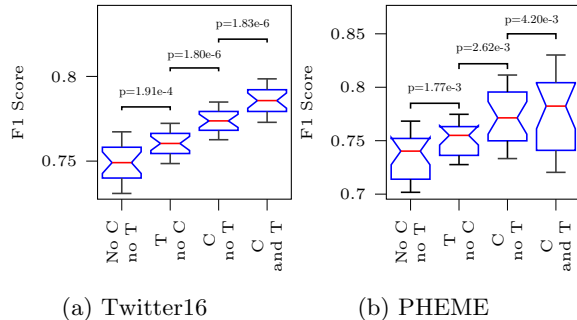 p=1.83e-6
p=1.80e-6
p=1.91e-4
0.8
0.75
F1 Score
No C
no T
T
no C
C
no T
C
and T
(a) Twitter16
p=4.20e-3
p=2.62e-3
p=1.77e-3
0.85
0.8
0.75
0.7
F1 Score
No C
no T
T
no C
C
no T
C
and T
(b) PHEME